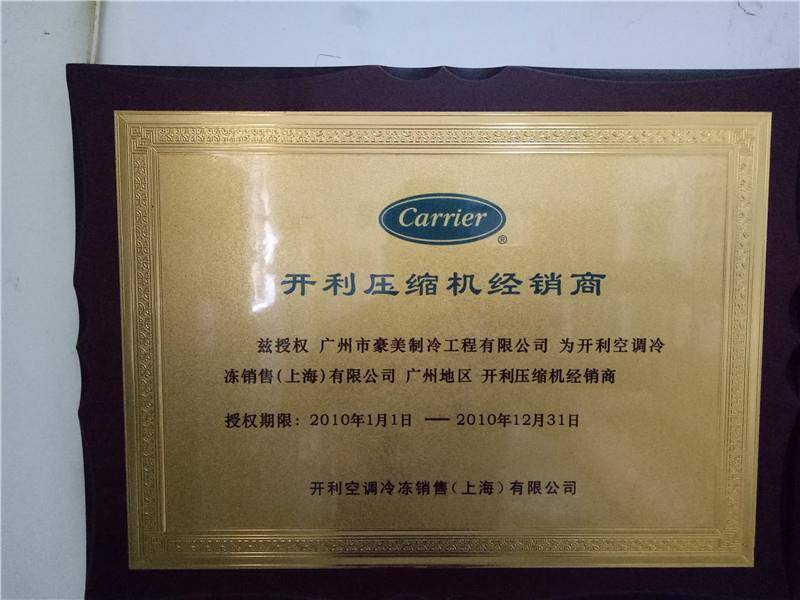 Carrier®
开利压缩机经销商
兹授权 广州市豪美制冷工程有限公司 为开利空调冷
冻销售(上海)有限公司 广州地区 开利压缩机经销商
授权期限：2010年1月1日 —— 2010年12月31日
开利空调冷冻销售(上海)有限公司